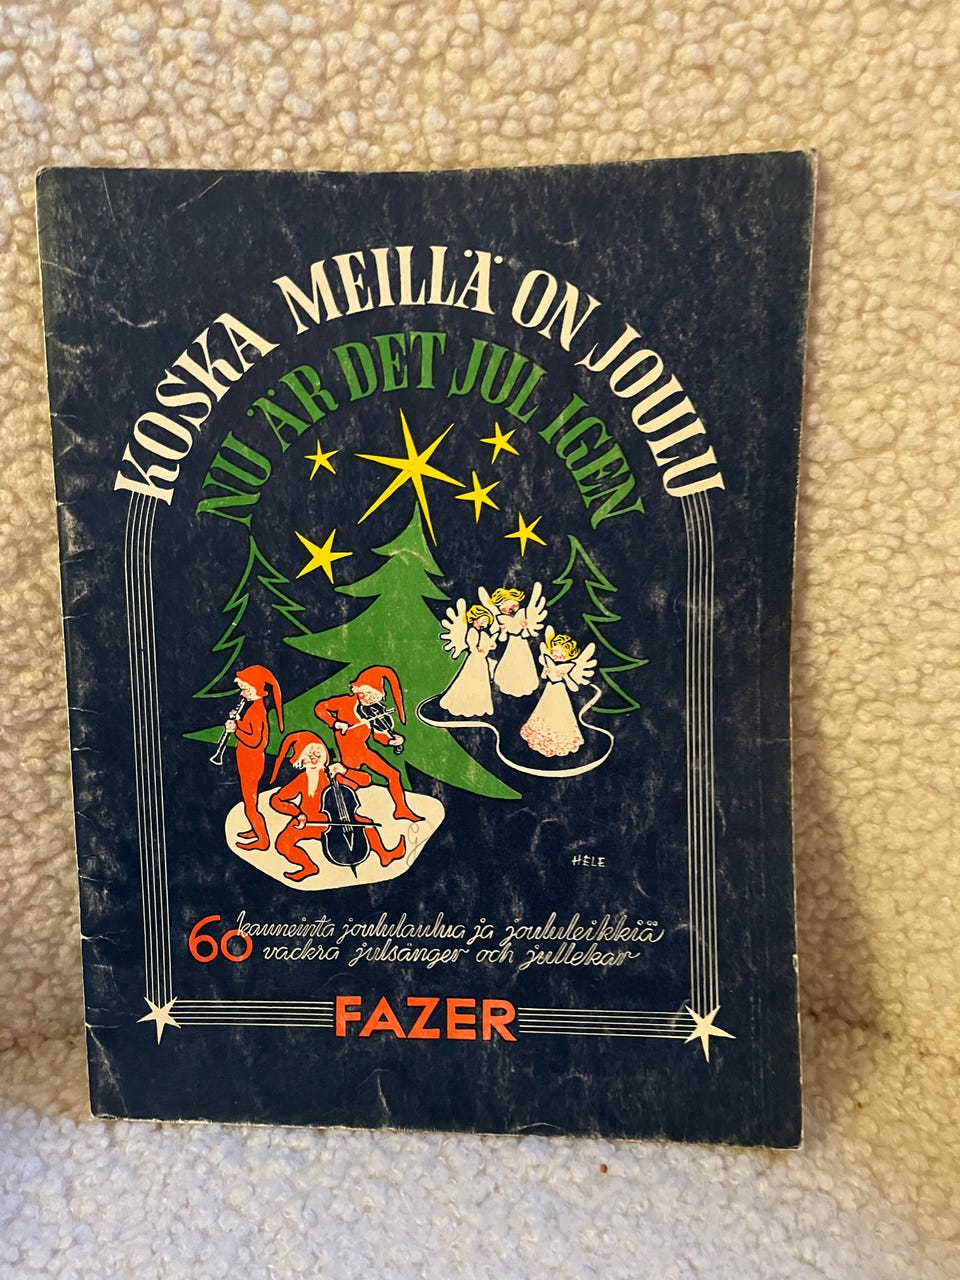 KOSKA MEILLÄ ON JOULU
NU ÄR DET JUL IGEN
HELE
60 kauneinta joululaulua ja joululeikkiä
vackra julsånger och jullekar
FAZER